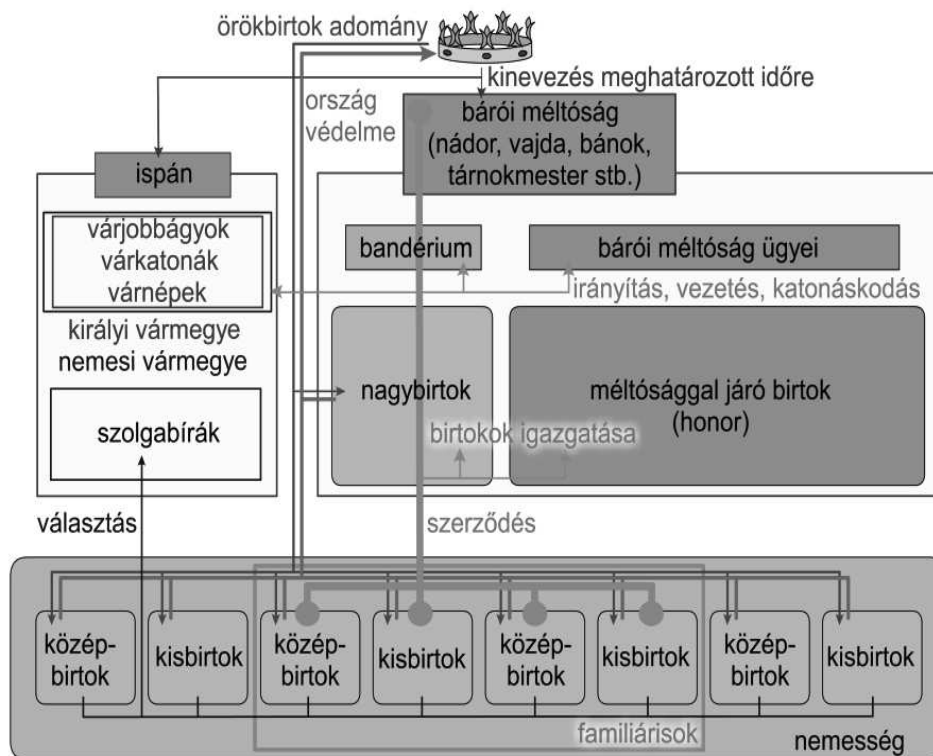 örökbirtok adomány
kinevezés meghatározott időre
ország
védelme
bárói méltóság
(nádor, vajda, bánok,
tárnokmester stb.)
ispán
várjobbágyok
várkatonák
várnépek
királyi vármegye
nemesi vármegye
szolgabírák
bandérium
bárói méltóság ügyei
irányítás, vezetés, katonáskodás
nagybirtok
méltósággal járó birtok
(honor)
birtokok igazgatása
választás
szerződés
közép-
birtok
kisbirtok
közép-
birtok
kisbirtok
közép-
birtok
kisbirtok
közép-
birtok
kisbirtok
familiárisok
nemesség